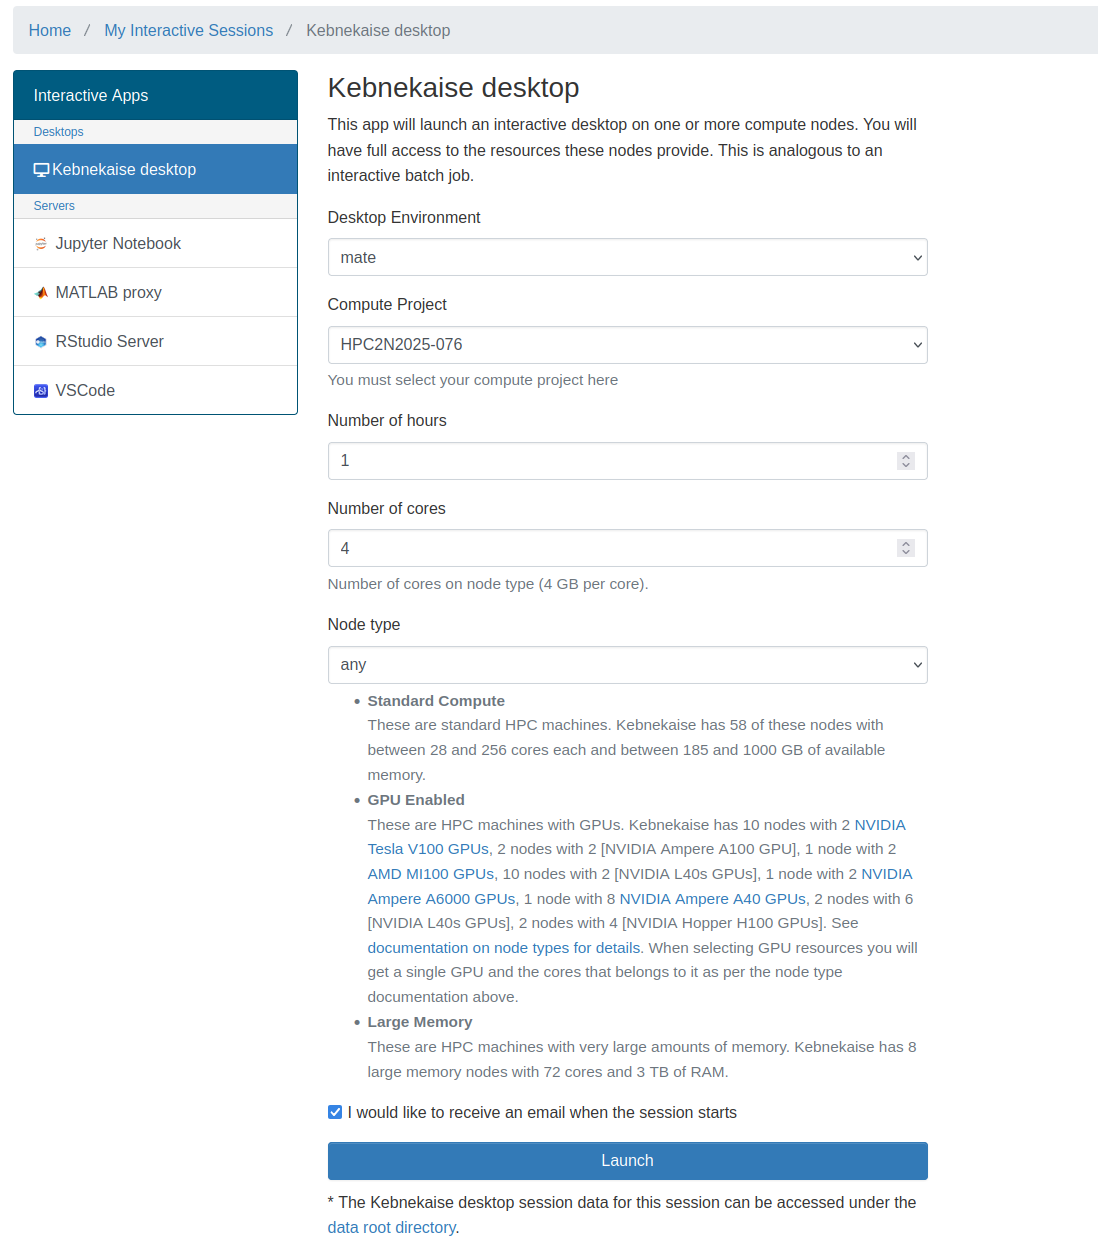 Home / My Interactive Sessions / Kebnekaise desktop
Interactive Apps
Desktops
Kebnekaise desktop
Servers
Jupyter Notebook
MATLAB proxy
RStudio Server
VSCode
Kebnekaise desktop
This app will launch an interactive desktop on one or more compute nodes. You will
have full access to the resources these nodes provide. This is analogous to an
interactive batch job.
Desktop Environment
mate
Compute Project
HPC2N2025-076
You must select your compute project here
Number of hours
1
Number of cores
4
Number of cores on node type (4 GB per core).
Node type
any
• Standard Compute
These are standard HPC machines. Kebnekaise has 58 of these nodes with
between 28 and 256 cores each and between 185 and 1000 GB of available
memory.
• GPU Enabled
These are HPC machines with GPUs. Kebnekaise has 10 nodes with 2 NVIDIA
Tesla V100 GPUs, 2 nodes with 2 [NVIDIA Ampere A100 GPU], 1 node with 2
AMD MI100 GPUs, 10 nodes with 2 [NVIDIA L40s GPUs], 1 node with 2 NVIDIA
Ampere A6000 GPUs, 1 node with 8 NVIDIA Ampere A40 GPUs, 2 nodes with 6
[NVIDIA L40s GPUs], 2 nodes with 4 [NVIDIA Hopper H100 GPUs]. See
documentation on node types for details. When selecting GPU resources you will
get a single GPU and the cores that belongs to it as per the node type
documentation above.
• Large Memory
These are HPC machines with very large amounts of memory. Kebnekaise has 8
large memory nodes with 72 cores and 3 TB of RAM.
I would like to receive an email when the session starts
Launch
* The Kebnekaise desktop session data for this session can be accessed under the
data root directory.